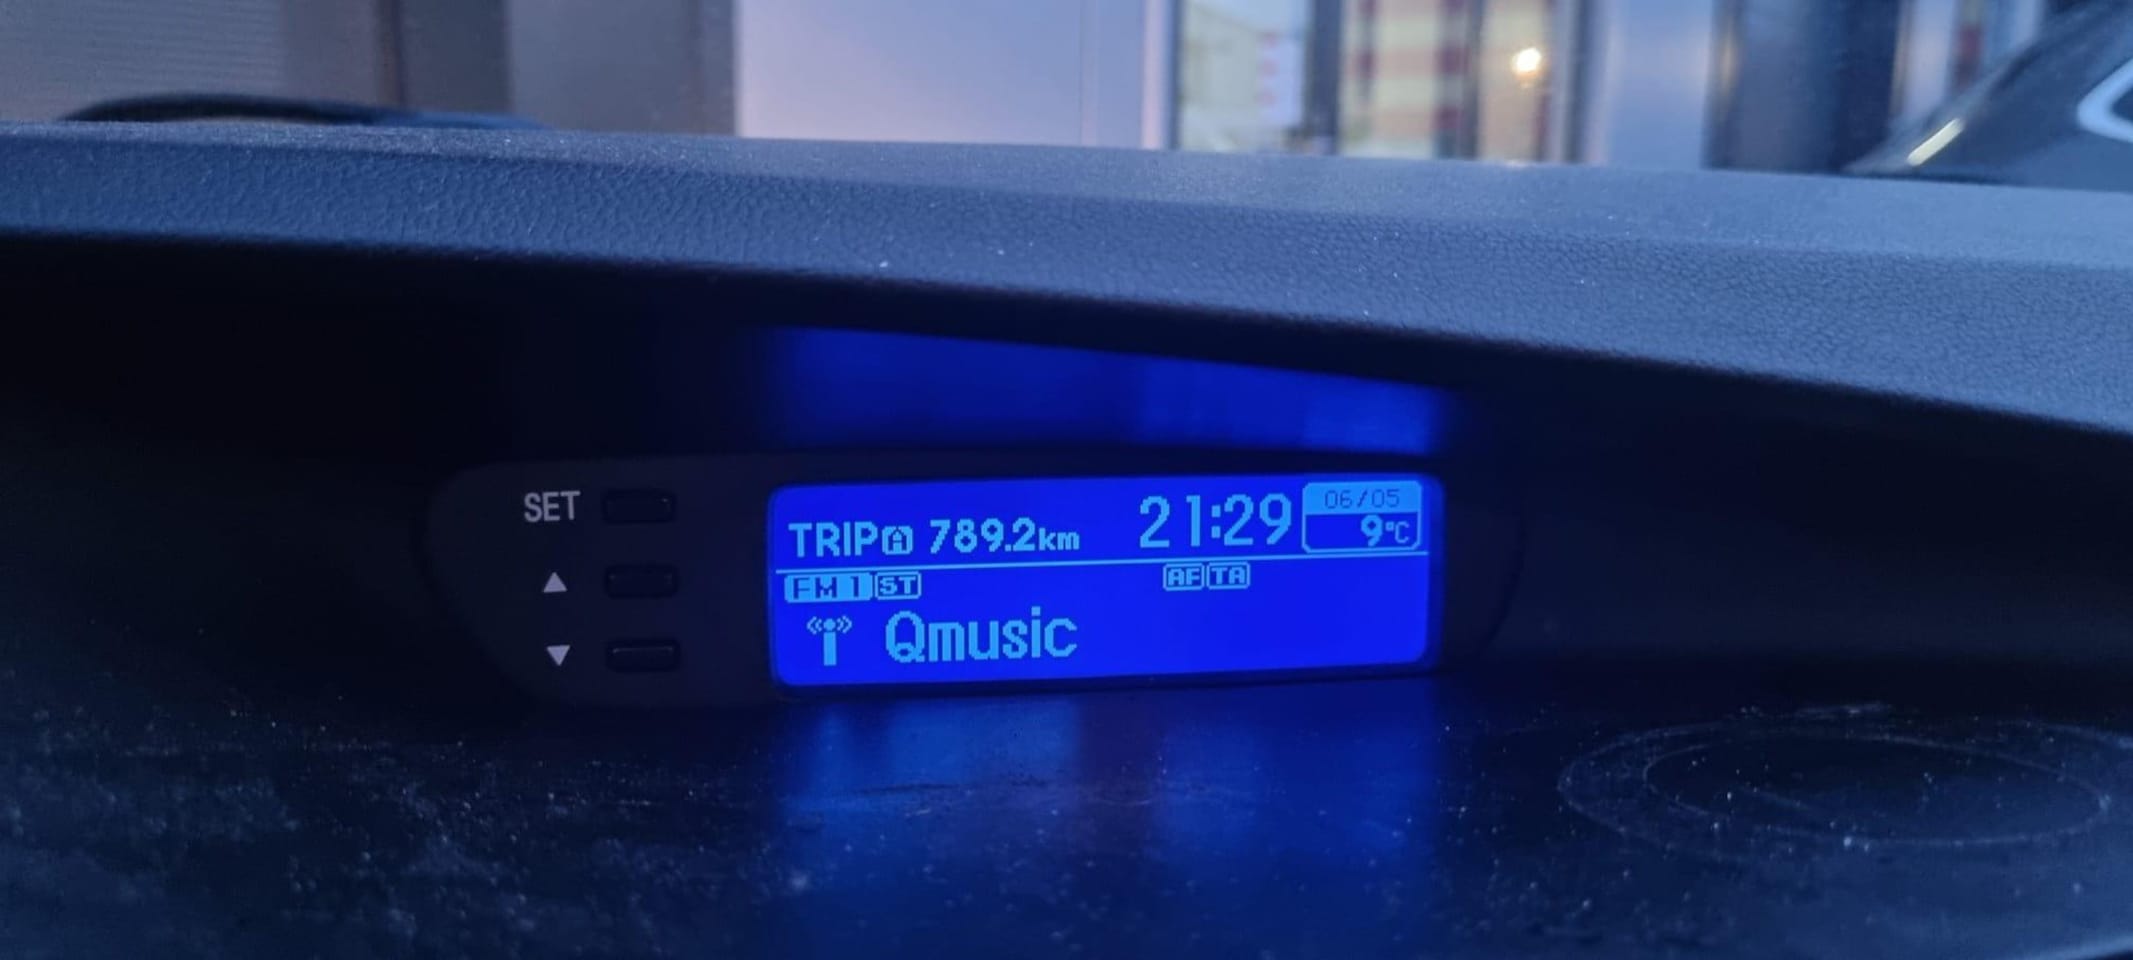 SET
▲
▼
TRIP A 789.2km 21:29 06/05
9°C
FM 1 ST AF TA
Qmusic